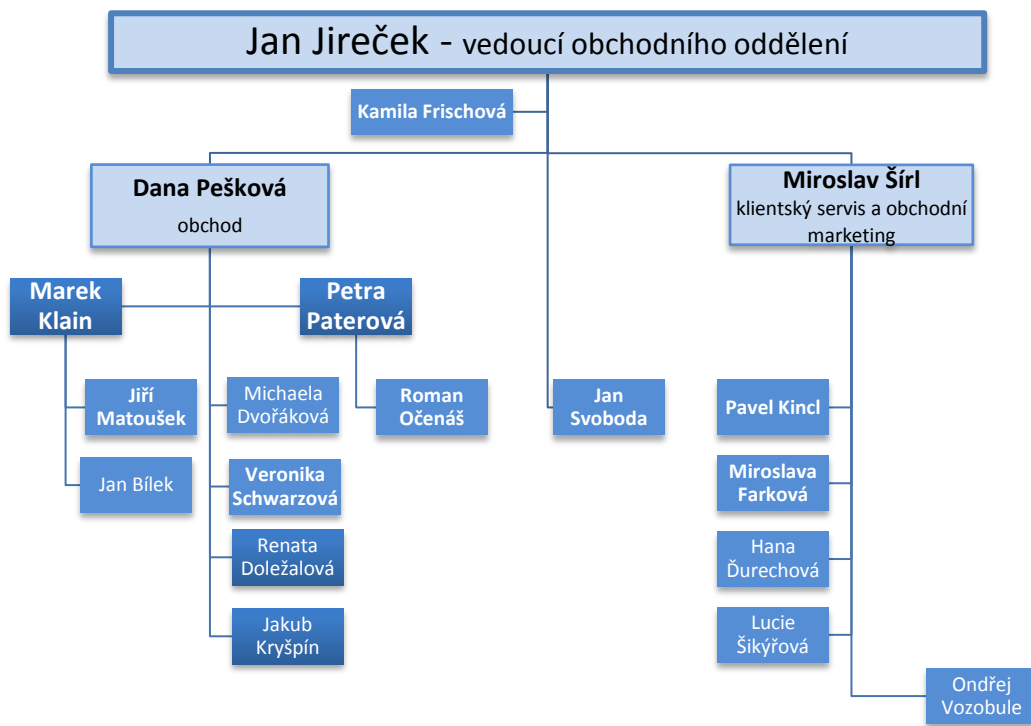 Jan Jireček - vedoucí obchodního oddělení
Kamila Frischová
Dana Pešková
obchod
Miroslav Šírl
klientský servis a obchodní
marketing
Marek
Klain
Petra
Paterová
Jiří
Matoušek
Michaela
Dvořáková
Roman
Očenáš
Jan
Svoboda
Pavel Kincl
Jan Bílek
Veronika
Schwarzová
Miroslava
Farková
Renata
Doležalová
Hana
Ďurechová
Jakub
Kryšpín
Lucie
Šikýřová
Ondřej
Vozobule